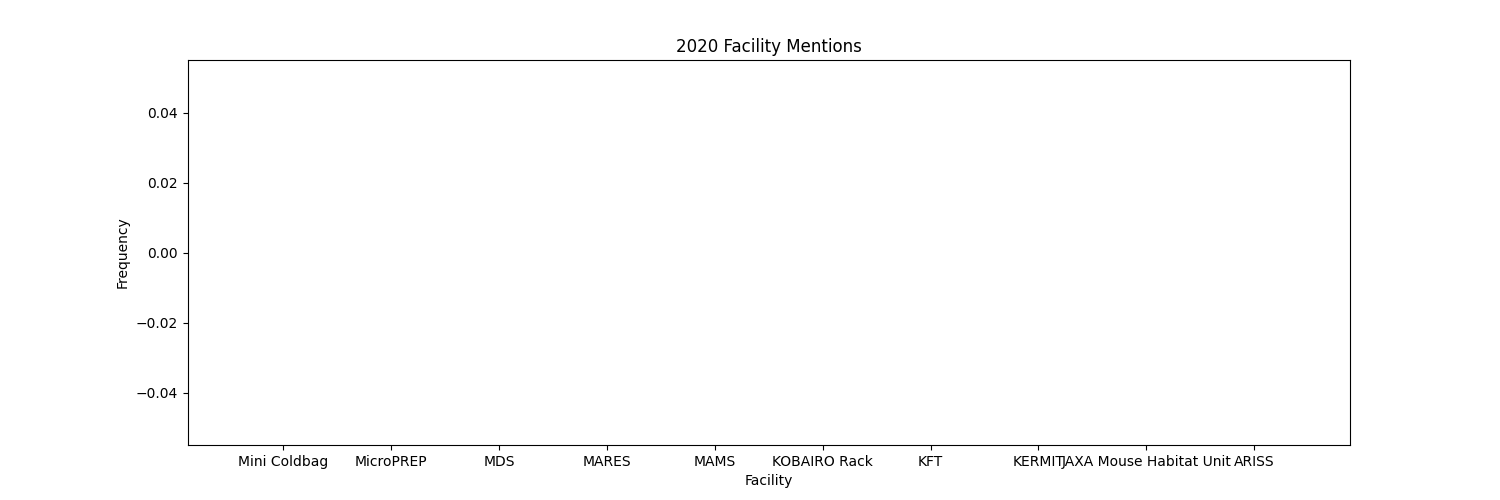 2020 Facility Mentions
0.04
0.02
0.00
−0.02
−0.04
Frequency
Mini Coldbag MicroPREP MDS MARES MAMS KOBAIRO Rack KFT KERMIT JAXA Mouse Habitat Unit ARISS
Facility